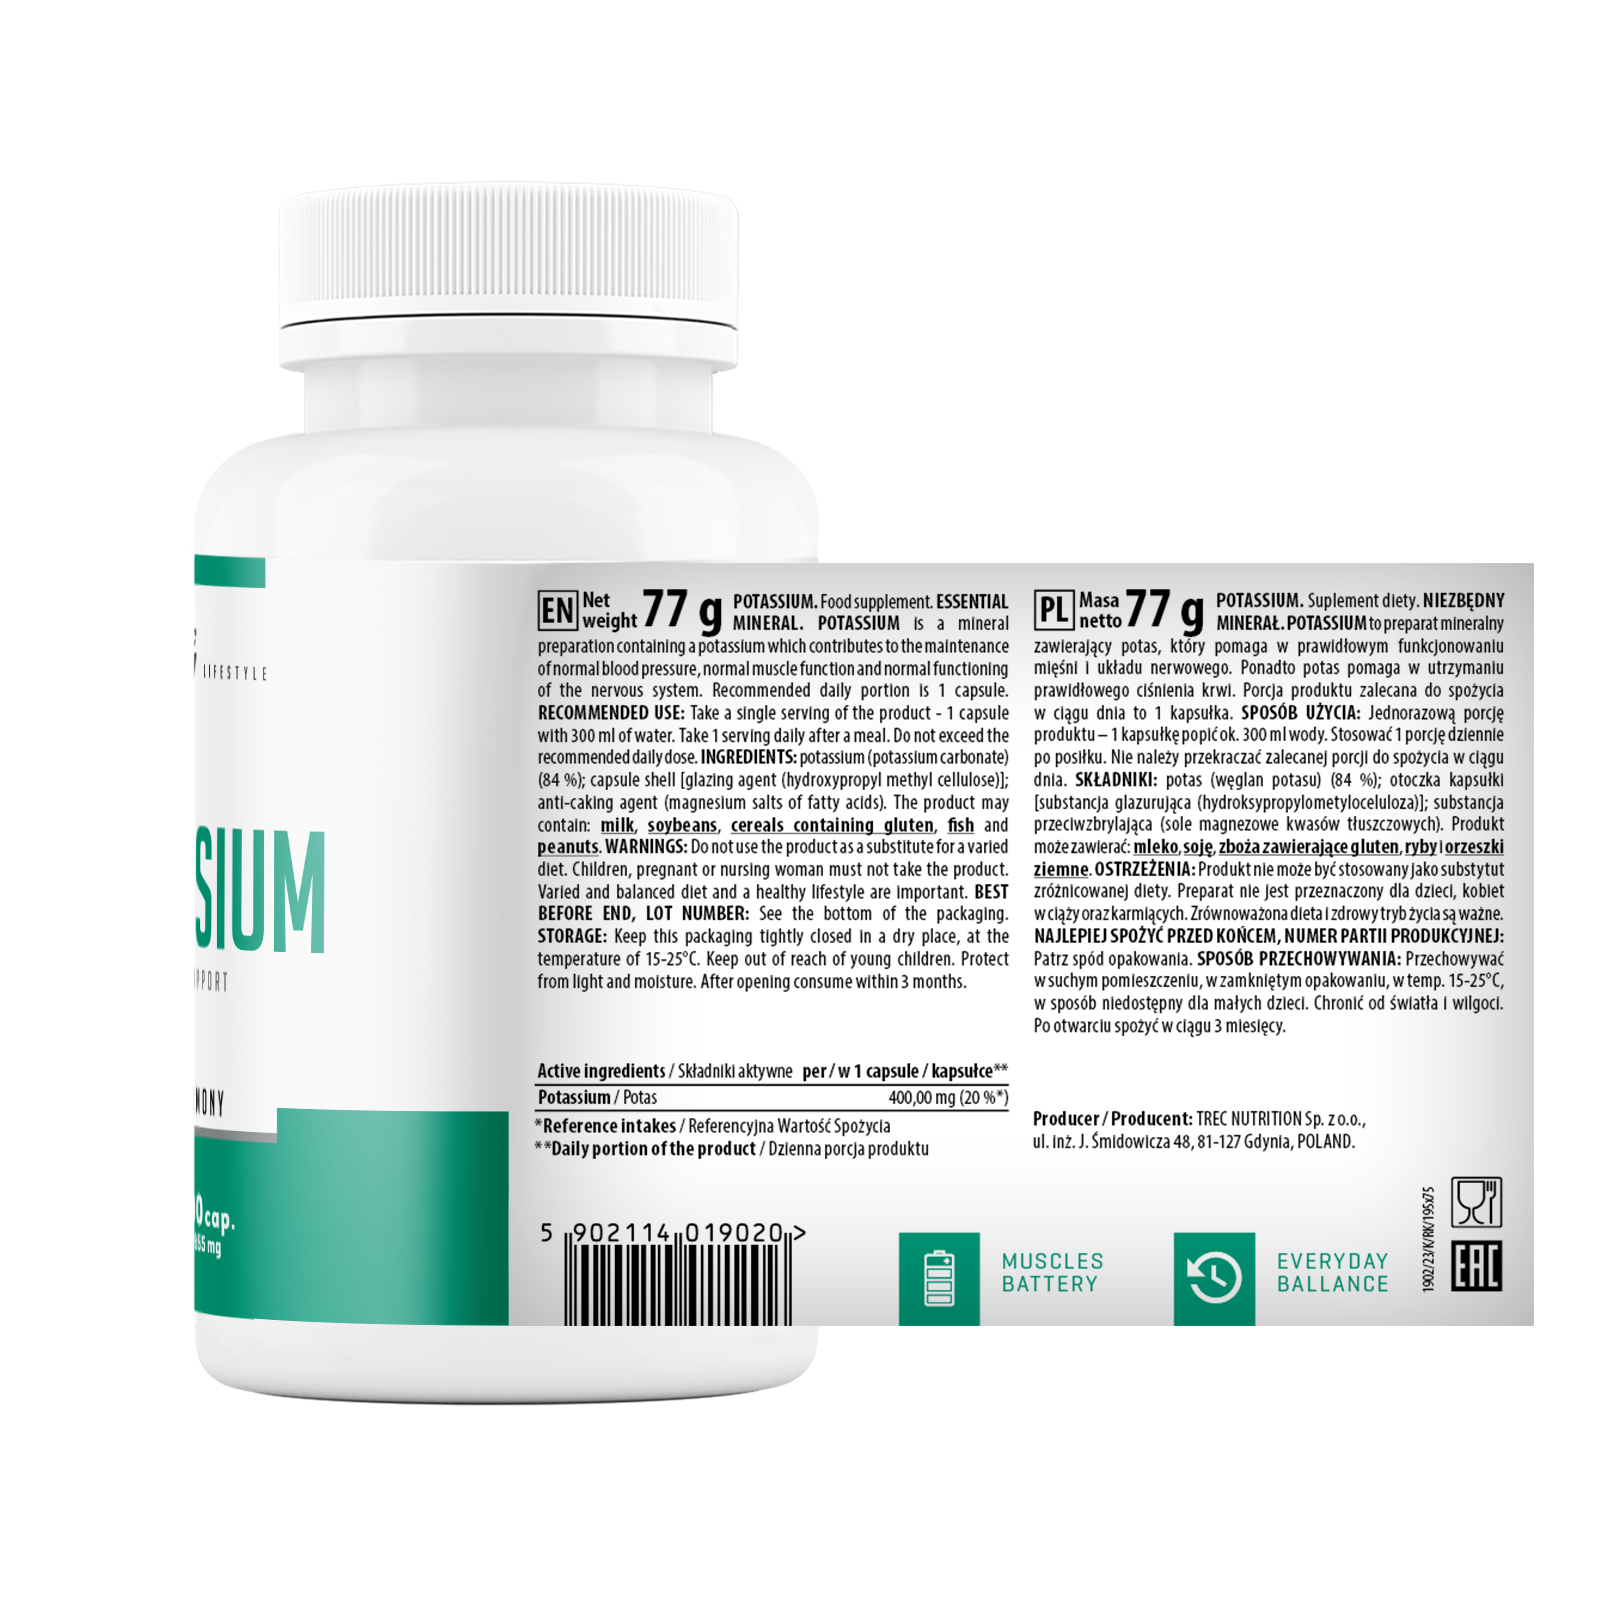 LIFESTYLE
SIUM
PPORT
MONY
0 cap.
EN Net weight 77 g POTASSIUM. Food supplement. ESSENTIAL
MINERAL. POTASSIUM is a mineral
preparation containing a potassium which contributes to the maintenance
of normal blood pressure, normal muscle function and normal functioning
of the nervous system. Recommended daily portion is 1 capsule.
RECOMMENDED USE: Take a single serving of the product - 1 capsule
with 300 ml of water. Take 1 serving daily after a meal. Do not exceed the
recommended daily dose. INGREDIENTS: potassium (potassium carbonate)
(84 %); capsule shell [glazing agent (hydroxypropyl methyl cellulose)];
anti-caking agent (magnesium salts of fatty acids). The product may
contain: milk, soybeans, cereals containing gluten, fish and
peanuts. WARNINGS: Do not use the product as a substitute for a varied
diet. Children, pregnant or nursing woman must not take the product.
Varied and balanced diet and a healthy lifestyle are important. BEST
BEFORE END, LOT NUMBER: See the bottom of the packaging.
STORAGE: Keep this packaging tightly closed in a dry place, at the
temperature of 15-25°C. Keep out of reach of young children. Protect
from light and moisture. After opening consume within 3 months.
Active ingredients / Składniki aktywne per / w 1 capsule / kapsułce**
Potassium / Potas 400,00 mg (20 %*)
*Reference intakes / Referencyjna Wartość Spożycia
**Daily portion of the product / Dzienna porcja produktu
5 902114 019020 >
PL Masa netto 77 g POTASSIUM. Suplement diety. NIEZBĘDNY
MINERAŁ. POTASSIUM to preparat mineralny
zawierający potas, który pomaga w prawidłowym funkcjonowaniu
mięśni i układu nerwowego. Ponadto potas pomaga w utrzymaniu
prawidłowego ciśnienia krwi. Porcja produktu zalecana do spożycia
w ciągu dnia to 1 kapsułka. SPOSÓB UŻYCIA: Jednorazową porcję
produktu – 1 kapsułkę popić ok. 300 ml wody. Stosować 1 porcję dziennie
po posiłku. Nie należy przekraczać zalecanej porcji do spożycia w ciągu
dnia. SKŁADNIKI: potas (węglan potasu) (84 %); otoczka kapsułki
[substancja glazurująca (hydroksypropylometyloceluloza)]; substancja
przeciwzbrylająca (sole magnezowe kwasów tłuszczowych). Produkt
może zawierać: mleko, soję, zboża zawierające gluten, ryby i orzeszki
ziemne. OSTRZEŻENIA: Produkt nie może być stosowany jako substytut
zróżnicowanej diety. Preparat nie jest przeznaczony dla dzieci, kobiet
w ciąży oraz karmiących. Zrównoważona dieta i zdrowy tryb życia są ważne.
NAJLEPIEJ SPOŻYĆ PRZED KOŃCEM, NUMER PARTII PRODUKCYJNEJ:
Patrz spód opakowania. SPOSÓB PRZECHOWYWANIA: Przechowywać
w suchym pomieszczeniu, w zamkniętym opakowaniu, w temp. 15-25°C,
w sposób niedostępny dla małych dzieci. Chronić od światła i wilgoci.
Po otwarciu spożyć w ciągu 3 miesięcy.
Producer / Producent: TREC NUTRITION Sp. z o.o.,
ul. inż. J. Śmidowicza 48, 81-127 Gdynia, POLAND.
MUSCLES
BATTERY
EVERYDAY
BALLANCE
1902/23/K/RK/195x75
EAC